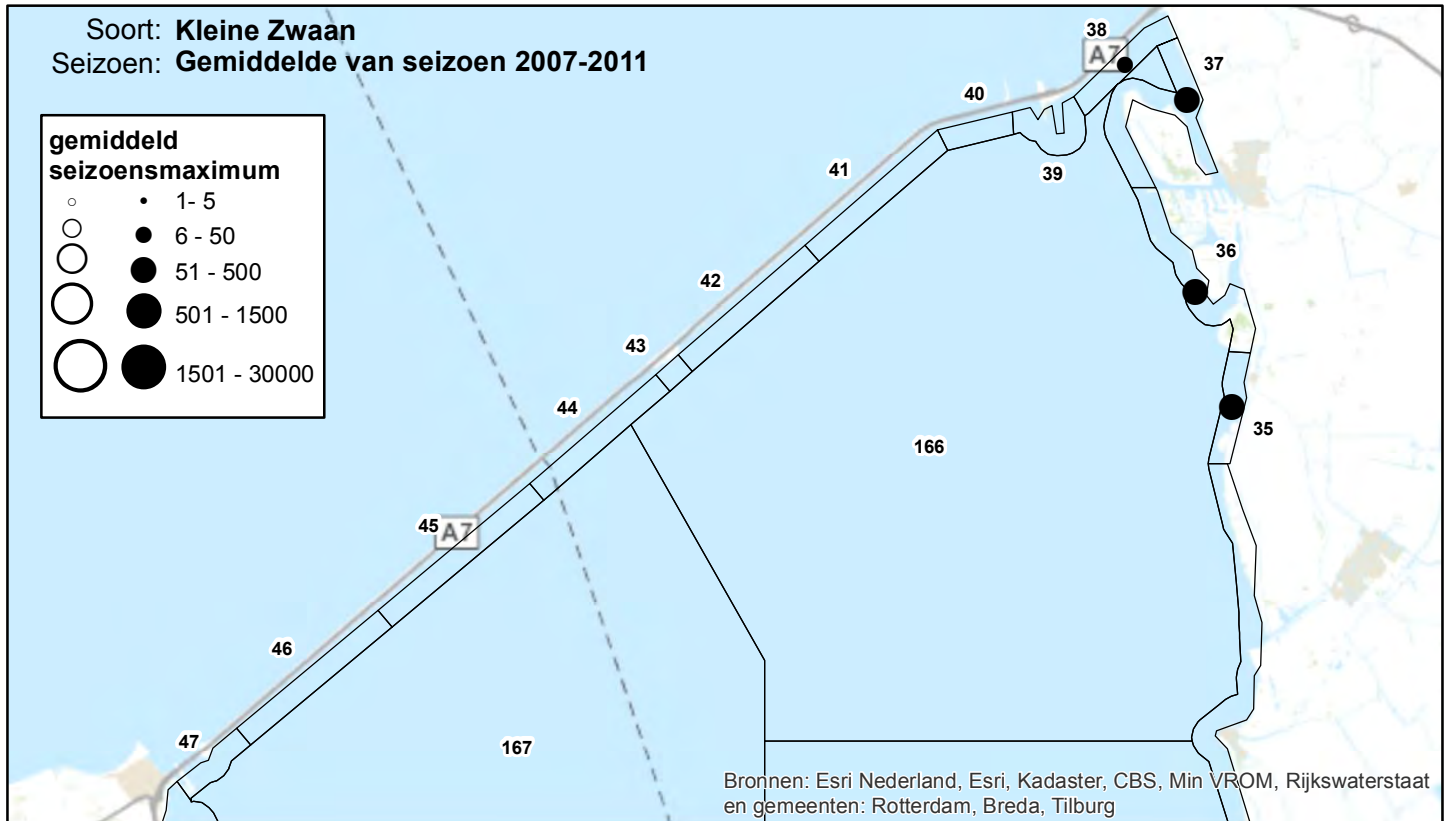 Soort: Kleine Zwaan
Seizoen: Gemiddelde van seizoen 2007-2011
gemiddeld
seizoensmaximum
1- 5
6 - 50
51 - 500
501 - 1500
1501 - 30000
38
A7
37
40
39
41
36
42
43
44
35
166
45
A7
46
47
167
Bronnen: Esri Nederland, Esri, Kadaster, CBS, Min VROM, Rijkswaterstaat
en gemeenten: Rotterdam, Breda, Tilburg